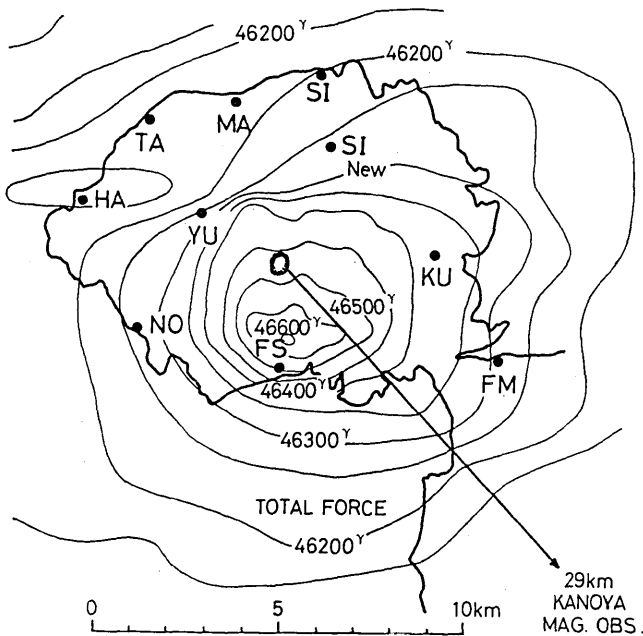 46200γ
46200γ
SI
MA
TA
SI
New
HA
YU
KU
46500γ
NO
46600γ
FS
FM
46400γ
46300γ
TOTAL FORCE
46200γ
29km
KANOYA
MAG. OBS.
0 5 10km